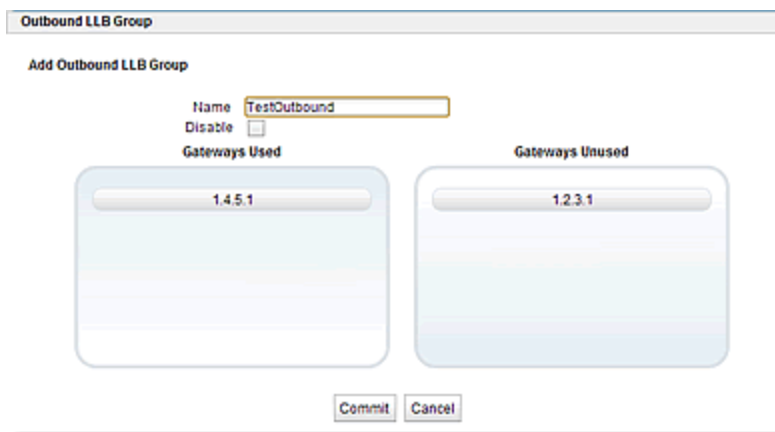 Outbound LLB Group
Add Outbound LLB Group
Name TestOutbound
Disable
Gateways Used Gateways Unused
1.4.5.1 1.2.3.1
Commit Cancel